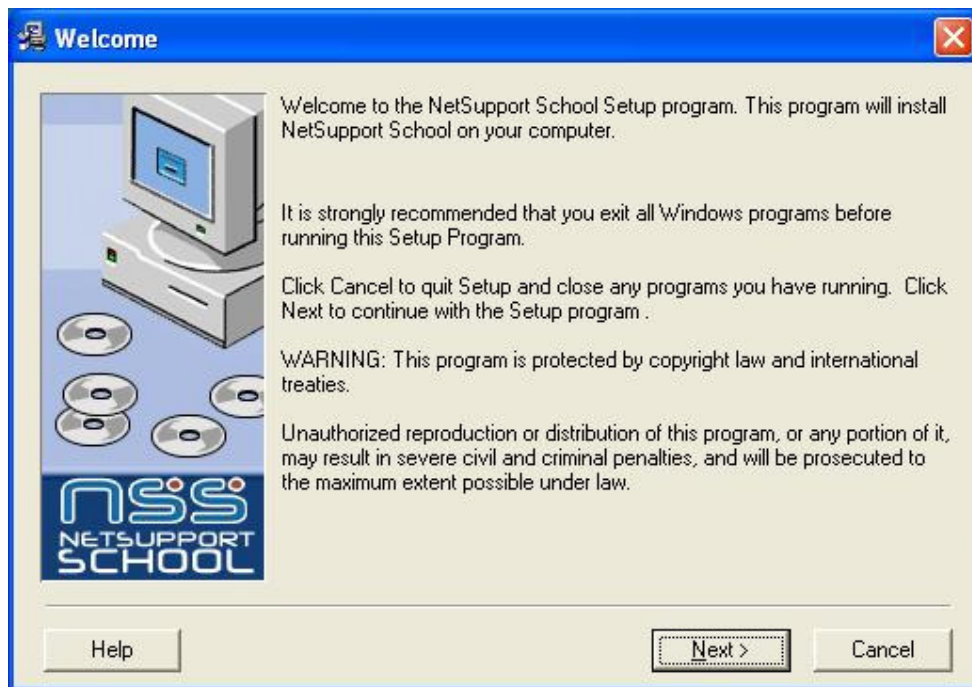 Welcome
Welcome to the NetSupport School Setup program. This program will install
NetSupport School on your computer.
It is strongly recommended that you exit all Windows programs before
running this Setup Program.
Click Cancel to quit Setup and close any programs you have running.  Click
Next to continue with the Setup program .
WARNING: This program is protected by copyright law and international
treaties.
Unauthorized reproduction or distribution of this program, or any portion of it,
may result in severe civil and criminal penalties, and will be prosecuted to
the maximum extent possible under law.
nss
NETSUPPORT
SCHOOL
Help
Next >
Cancel